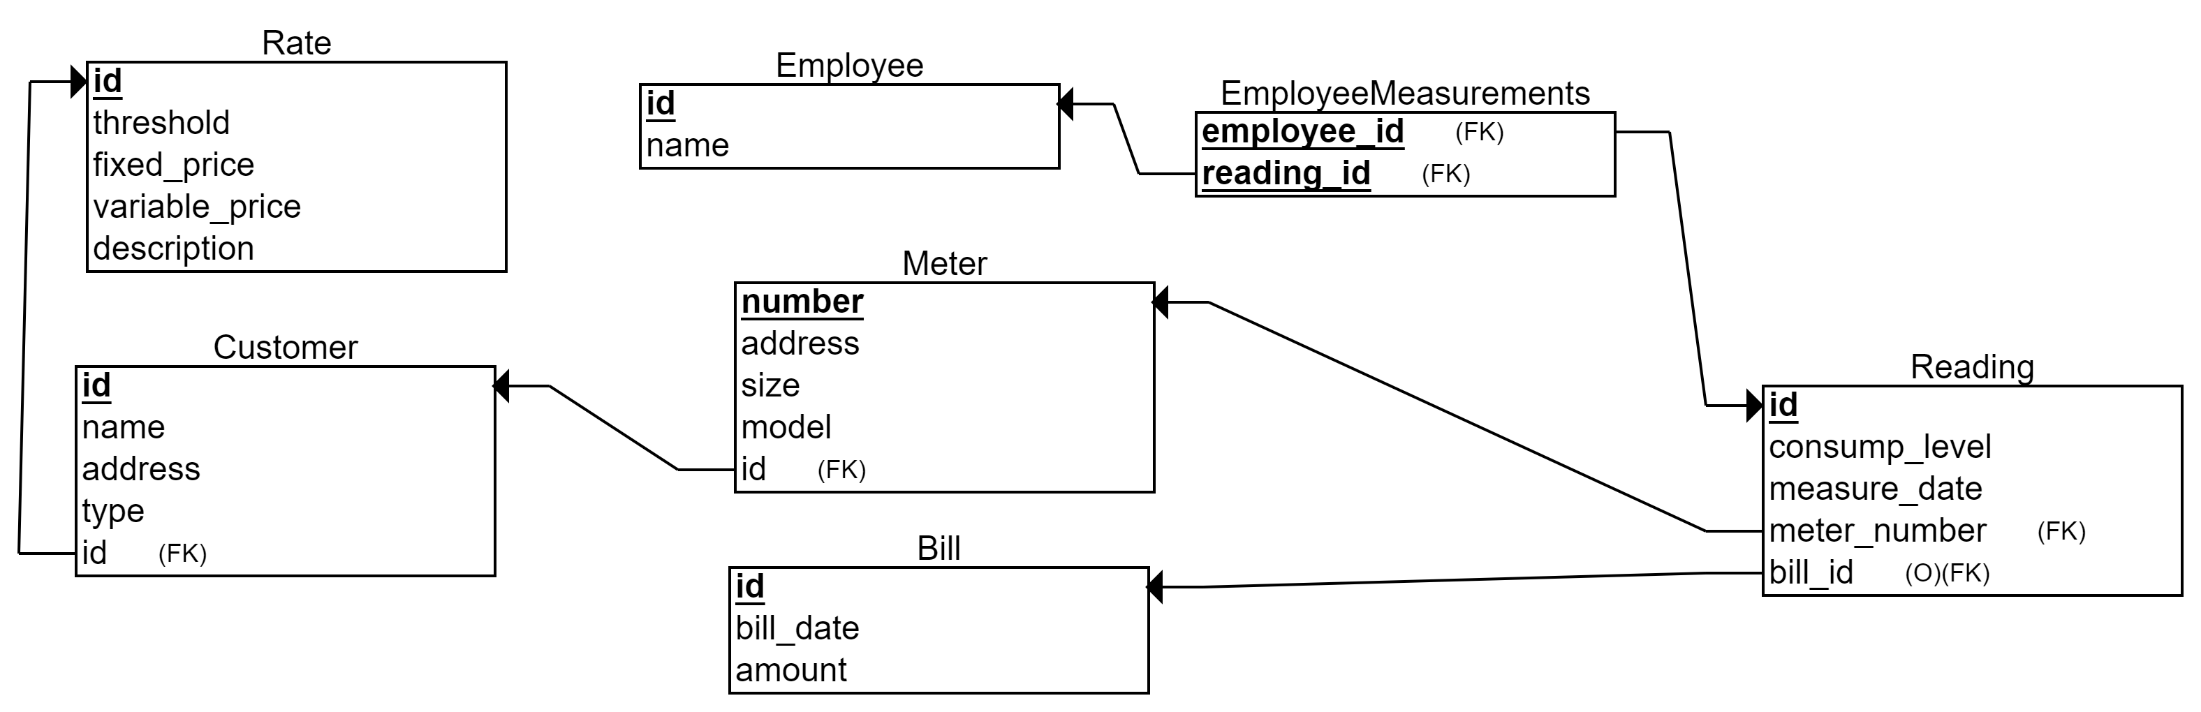 Rate
id
threshold
fixed_price
variable_price
description
Employee
id
name
EmployeeMeasurements
employee_id (FK)
reading_id (FK)
Customer
id
name
address
type
id (FK)
Meter
number
address
size
model
id (FK)
Bill
id
bill_date
amount
Reading
id
consump_level
measure_date
meter_number (FK)
bill_id (O)(FK)